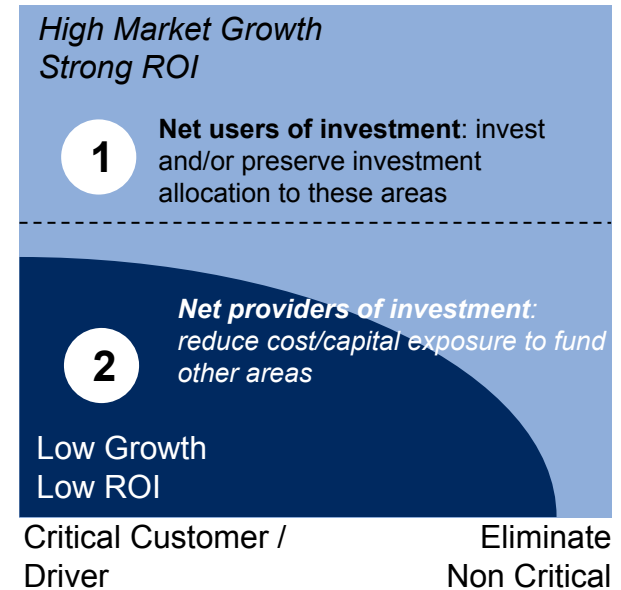 High Market Growth
Strong ROI
1
Net users of investment: invest
and/or preserve investment
allocation to these areas
Net providers of investment:
reduce cost/capital exposure to fund
other areas
2
Low Growth
Low ROI
Critical Customer /
Driver
Eliminate
Non Critical